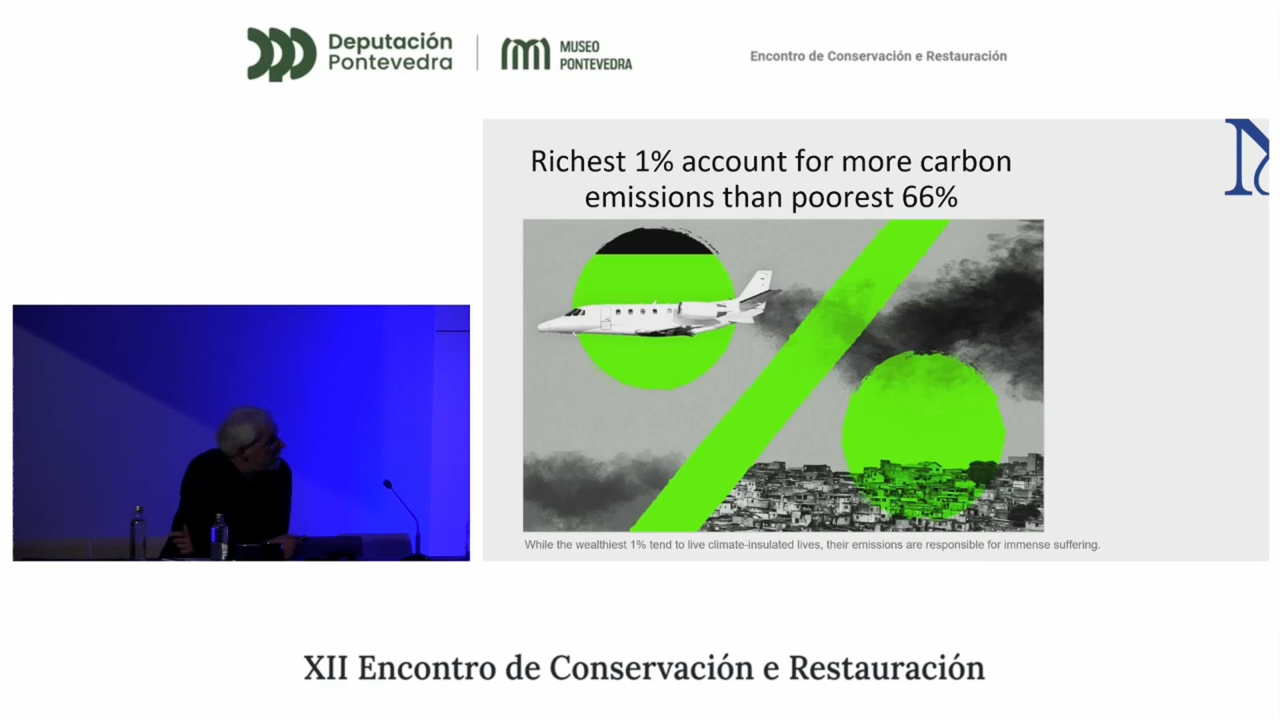 Deputación
Pontevedra
MUSEO
PONTEVEDRA
Encontro de Conservación e Restauración
Richest 1% account for more carbon
emissions than poorest 66%
While the wealthiest 1% tend to live climate-insulated lives, their emissions are responsible for immense suffering.
XII Encontro de Conservación e Restauración